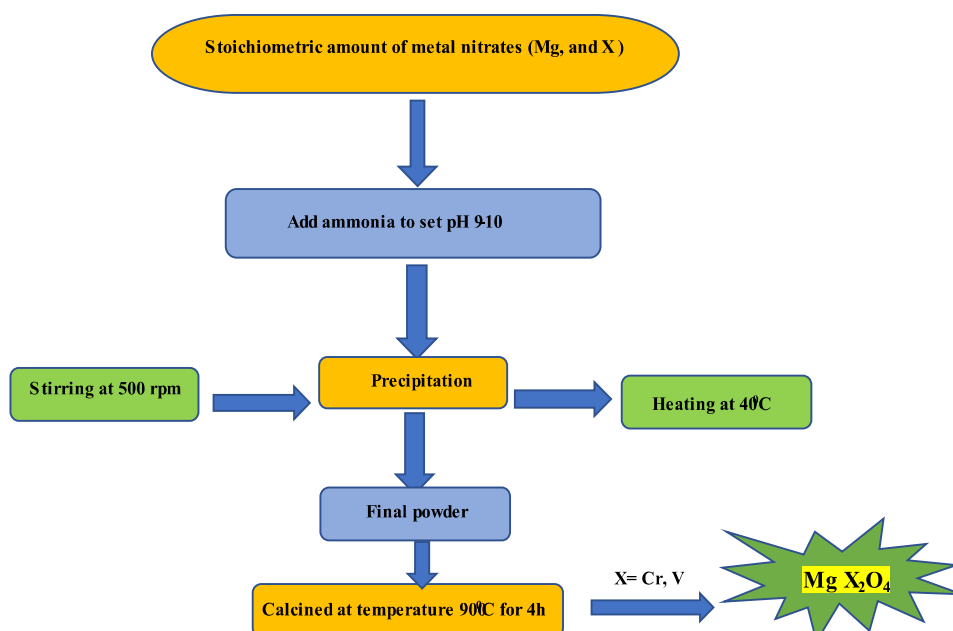 Stoichiometric amount of metal nitrates (Mg, and X )
Add ammonia to set pH 9-10
Stirring at 500 rpm
Precipitation
Heating at 40⁰C
Final powder
Calcined at temperature 900⁰C for 4h
X= Cr, V
Mg X₂O₄